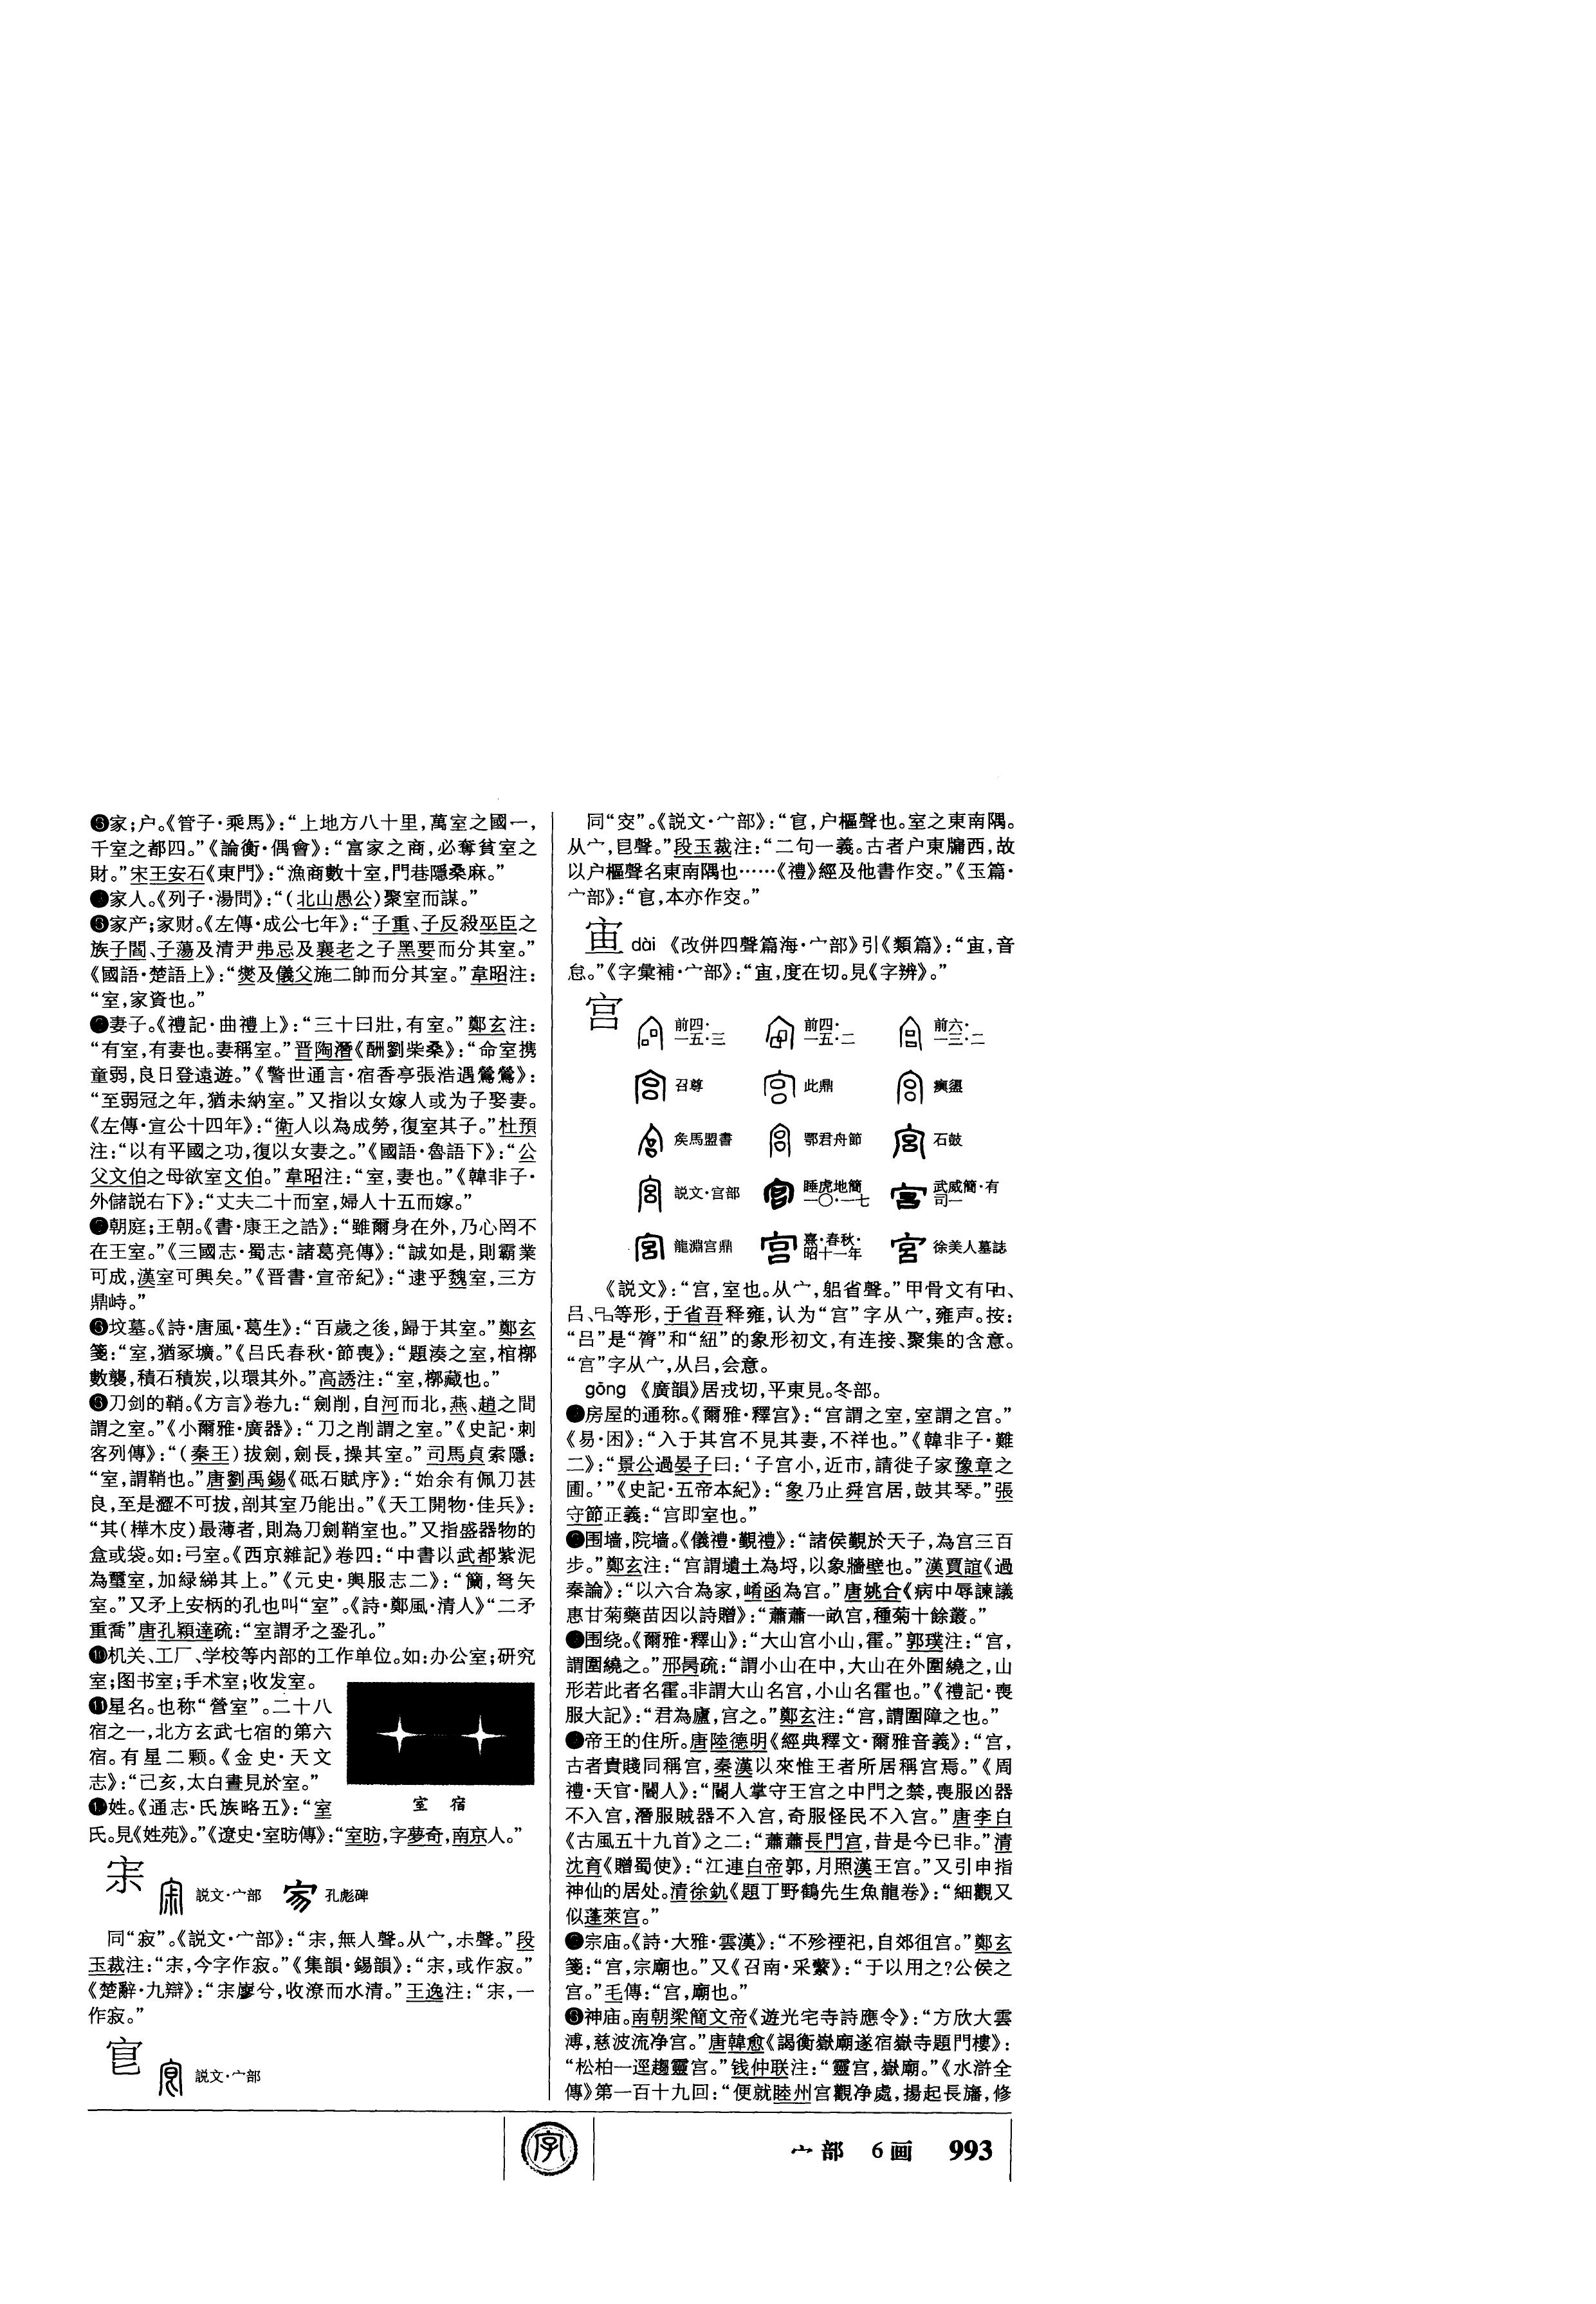 家;户。《管子·乘馬》:“上地方八十里,萬室之國一,
千室之都四。”《論衡·偶會》:“富家之商,必奪貧室之
財。”宋王安石《東門》:“漁商數十室,門巷隱桑麻。”
家人。《列子·湯問》:“(北山愚公)聚室而謀。”
家产;家财。《左傳·成公七年》:“子重、子反殺巫臣之
族子閻、子蕩及清尹弗忌及襄老之子黑要而分其室。”
《國語·楚語上》:“燮及儀父施二帥而分其室。”韋昭注:
“室,家資也。”
妻子。《禮記·曲禮上》:“三十曰壯,有室。”鄭玄注:
“有室,有妻也。妻稱室。”晋陶潛《酬劉柴桑》:“命室携
童弱,良日登遠遊。”《警世通言·宿香亭張浩遇鶯鶯》:
“至弱冠之年,猶未納室。”又指以女嫁人或为子娶妻。
《左傳·宣公十四年》:“衛人以為成勞,復室其子。”杜預
注:“以有平國之功,復以女妻之。”《國語·魯語下》:“公
父文伯之母欲室文伯。”韋昭注:“室,妻也。”《韓非子·
外儲説右下》:“丈夫二十而室,婦人十五而嫁。”
朝庭;王朝。《書·康王之誥》:“雖爾身在外,乃心罔不
在王室。”《三國志·蜀志·諸葛亮傳》:“誠如是,則霸業
可成,漢室可興矣。”《晋書·宣帝紀》:“逮乎魏室,三方
鼎峙。”
坟墓。《詩·唐風·葛生》:“百歲之後,歸于其室。”鄭玄
箋:“室,猶冢壙。”《吕氏春秋·節喪》:“題湊之室,棺槨
數襲,積石積炭,以環其外。”高誘注:“室,槨藏也。”
刀剑的鞘。《方言》卷九:“劍削,自河而北,燕、趙之間
謂之室。”《小爾雅·廣器》:“刀之削謂之室。”《史記·刺
客列傳》:“(秦王)拔劍,劍長,操其室。”司馬貞索隱:
“室,謂鞘也。”唐劉禹錫《砥石賦序》:“始余有佩刀甚
良,至是澀不可拔,剖其室乃能出。”《天工開物·佳兵》:
“其(樺木皮)最薄者,則為刀劍鞘室也。”又指盛器物的
盒或袋。如:弓室。《西京雜記》卷四:“中書以武都紫泥
為璽室,加緑綈其上。”《元史·輿服志二》:“籣,弩矢
室。”又矛上安柄的孔也叫“室”。《詩·鄭風·清人》“二矛
重喬”唐孔穎達疏:“室謂矛之銎孔。”
⑩机关、工厂、学校等内部的工作单位。如:办公室;研究
室;图书室;手术室;收发室。
⑪星名。也称“營室”。二十八
宿之一,北方玄武七宿的第六
宿。有星二颗。《金史·天文
志》:“己亥,太白晝見於室。”
姓。《通志·氏族略五》:“室
氏。見《姓苑》。”《遼史·室昉傳》:“室昉,字夢奇,南京人。”
室 宿
宋 説文·宀部 孔彪碑
同“寂”。《説文·宀部》:“宋,無人聲。从宀,尗聲。”段
玉裁注:“宋,今字作寂。”《集韻·錫韻》:“宋,或作寂。”
《楚辭·九辯》:“宋廖兮,收潦而水清。”王逸注:“宋,一
作寂。”
宧 説文·宀部
同“穾”。《説文·宀部》:“㝔,户樞聲也。室之東南隅。
从宀,㫐聲。”段玉裁注:“二句一義。古者户東牖西,故
以户樞聲名東南隅也……《禮》經及他書作穾。”《玉篇·
宀部》:“㝔,本亦作穾。”
宙 dài 《改併四聲篇海·宀部》引《類篇》:“宙,音
怠。”《字彙補·宀部》:“宙,度在切。見《字辨》。”
宫
前四·一五·三 前四·一五·二 前六·一三·二
召尊 此鼎 𤼈盨
矦馬盟書 鄂君舟節 石鼓
説文·宫部 睡虎地簡一〇·一七 武威簡·有司一
龍淵宫鼎 熹·春秋·昭十一年 徐美人墓誌
《説文》:“宫,室也。从宀,躳省聲。”甲骨文有、
吕、等形,于省吾释雍,认为“宫”字从宀,雍声。按:
“吕”是“膂”和“紐”的象形初文,有连接、聚集的含意。
“宫”字从宀,从吕,会意。
gōng 《廣韻》居戎切,平東見。冬部。
房屋的通称。《爾雅·釋宫》:“宫謂之室,室謂之宫。”
《易·困》:“入于其宫不見其妻,不祥也。”《韓非子·難
二》:“景公過晏子曰:‘子宫小,近市,請徙子家豫章之
圃。’”《史記·五帝本紀》:“象乃止舜宫居,鼓其琴。”張
守節正義:“宫即室也。”
围墙,院墙。《儀禮·覲禮》:“諸侯覲於天子,為宫三百
步。”鄭玄注:“宫謂壝土為埒,以象牆壁也。”漢賈誼《過
秦論》:“以六合為家,崤函為宫。”唐姚合《病中辱諫議
惠甘菊藥苗因以詩贈》:“蕭蕭一畝宫,種菊十餘叢。”
围绕。《爾雅·釋山》:“大山宫小山,霍。”郭璞注:“宫,
謂圍繞之。”邢昺疏:“謂小山在中,大山在外圍繞之,山
形若此者名霍。非謂大山名宫,小山名霍也。”《禮記·喪
服大記》:“君為廬,宫之。”鄭玄注:“宫,謂圍障之也。”
帝王的住所。唐陸德明《經典釋文·爾雅音義》:“宫,
古者貴賤同稱宫,秦漢以來惟王者所居稱宫焉。”《周
禮·天官·閽人》:“閽人掌守王宫之中門之禁,喪服凶器
不入宫,潛服賊器不入宫,奇服怪民不入宫。”唐李白
《古風五十九首》之二:“蕭蕭長門宫,昔是今已非。”清
沈育《贈蜀使》:“江連白帝郭,月照漢王宫。”又引申指
神仙的居处。清徐釚《題丁野鶴先生魚龍卷》:“細觀又
似蓬萊宫。”
宗庙。《詩·大雅·雲漢》:“不殄禋祀,自郊徂宫。”鄭玄
箋:“宫,宗廟也。”又《召南·采蘩》:“于以用之?公侯之
宫。”毛傳:“宫,廟也。”
神庙。南朝梁簡文帝《遊光宅寺詩應令》:“方欣大雲
溥,慈波流净宫。”唐韓愈《謁衡嶽廟遂宿嶽寺題門樓》:
“松柏一逕趨靈宫。”钱仲联注:“靈宫,嶽廟。”《水滸全
傳》第一百十九回:“便就睦州宫觀净處,揚起長旛,修
字
宀部 6画 993